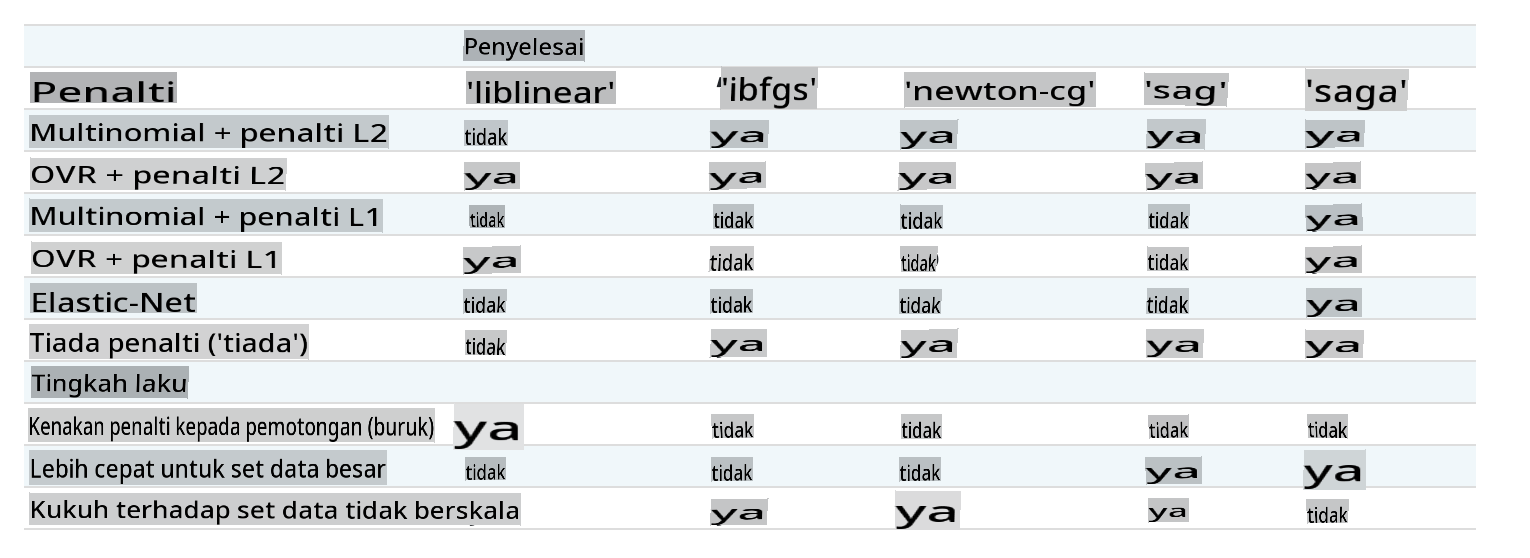 Penyelesai
Penalti 'liblinear' "ibfgs' 'newton-cg' 'sag' 'saga'
Multinomial + penalti L2 tidak ya ya ya ya
OVR + penalti L2 ya ya ya ya ya
Multinomial + penalti L1 tidak tidak tidak tidak ya
OVR + penalti L1 ya tidak tidak tidak ya
Elastic-Net tidak tidak tidak tidak ya
Tiada penalti ('tiada') tidak ya ya ya ya
Tingkah laku
Kenakan penalti kepada pemotongan (buruk) ya tidak tidak tidak tidak
Lebih cepat untuk set data besar tidak tidak tidak ya ya
Kukuh terhadap set data tidak berskala ya ya ya tidak